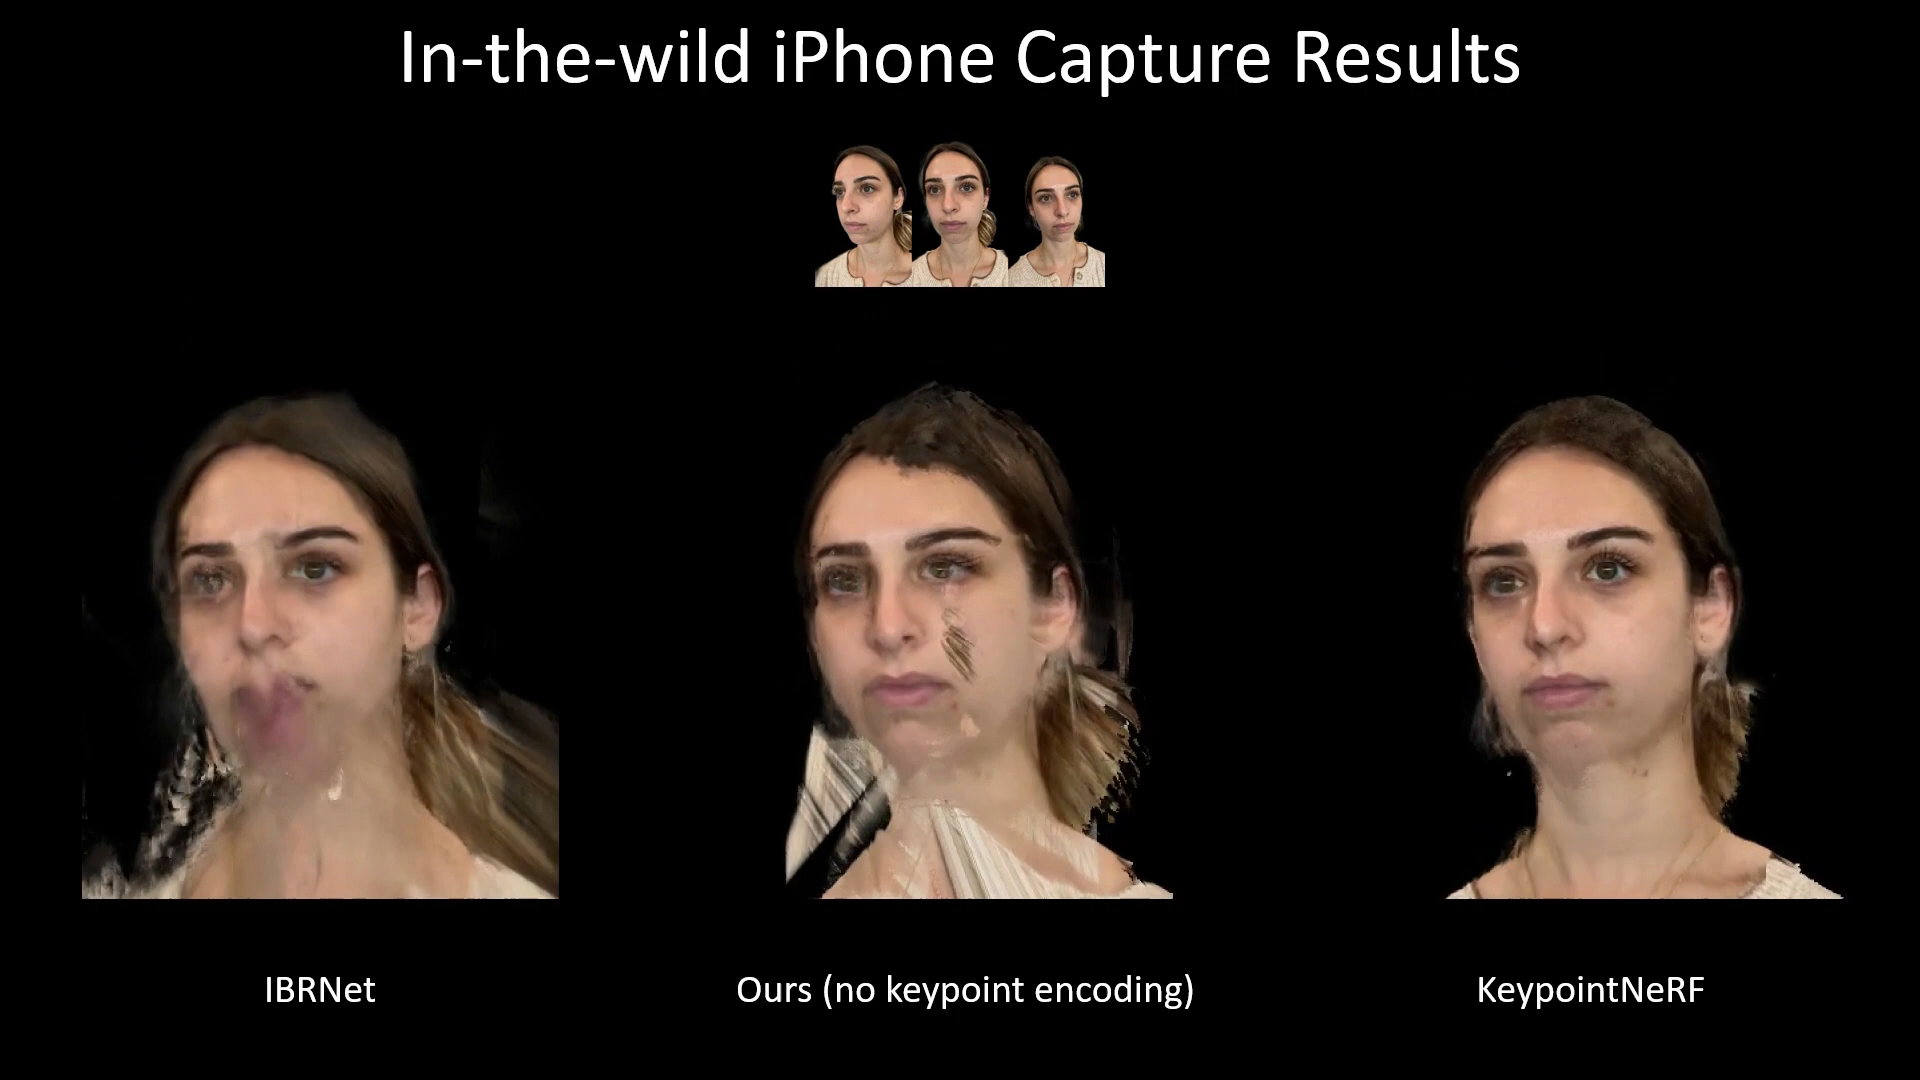 In-the-wild iPhone Capture Results
IBRNet
Ours (no keypoint encoding)
KeypointNeRF